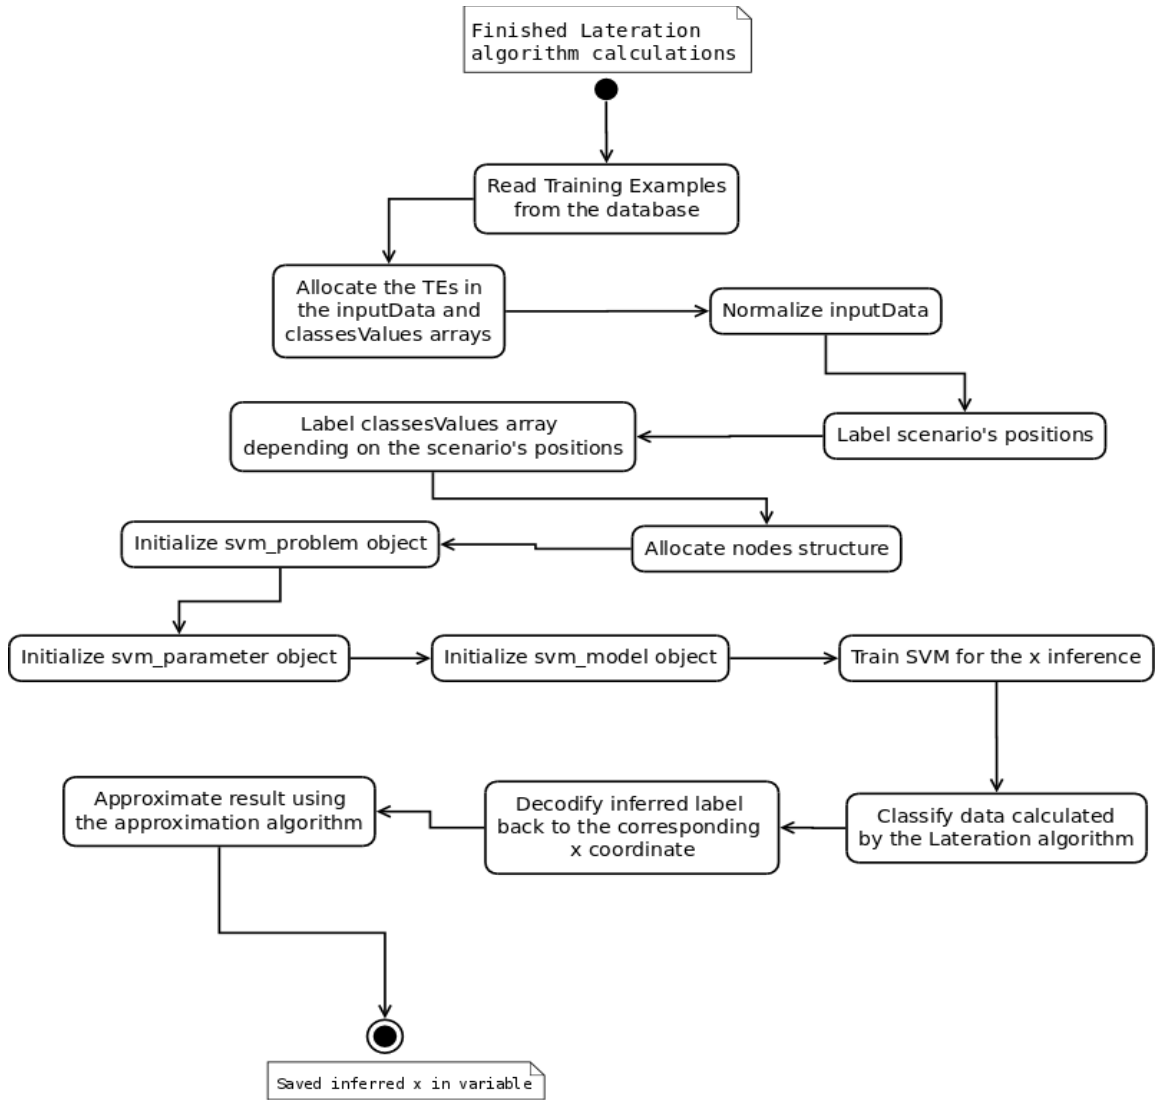 Finished Lateration
algorithm calculations
Read Training Examples
from the database
Allocate the TEs in
the inputData and
classesValues arrays
Normalize inputData
Label scenario's positions
Label classesValues array
depending on the scenario's positions
Allocate nodes structure
Initialize svm_problem object
Initialize svm_parameter object
Initialize svm_model object
Train SVM for the x inference
Classify data calculated
by the Lateration algorithm
Decodify inferred label
back to the corresponding
x coordinate
Approximate result using
the approximation algorithm
Saved inferred x in variable